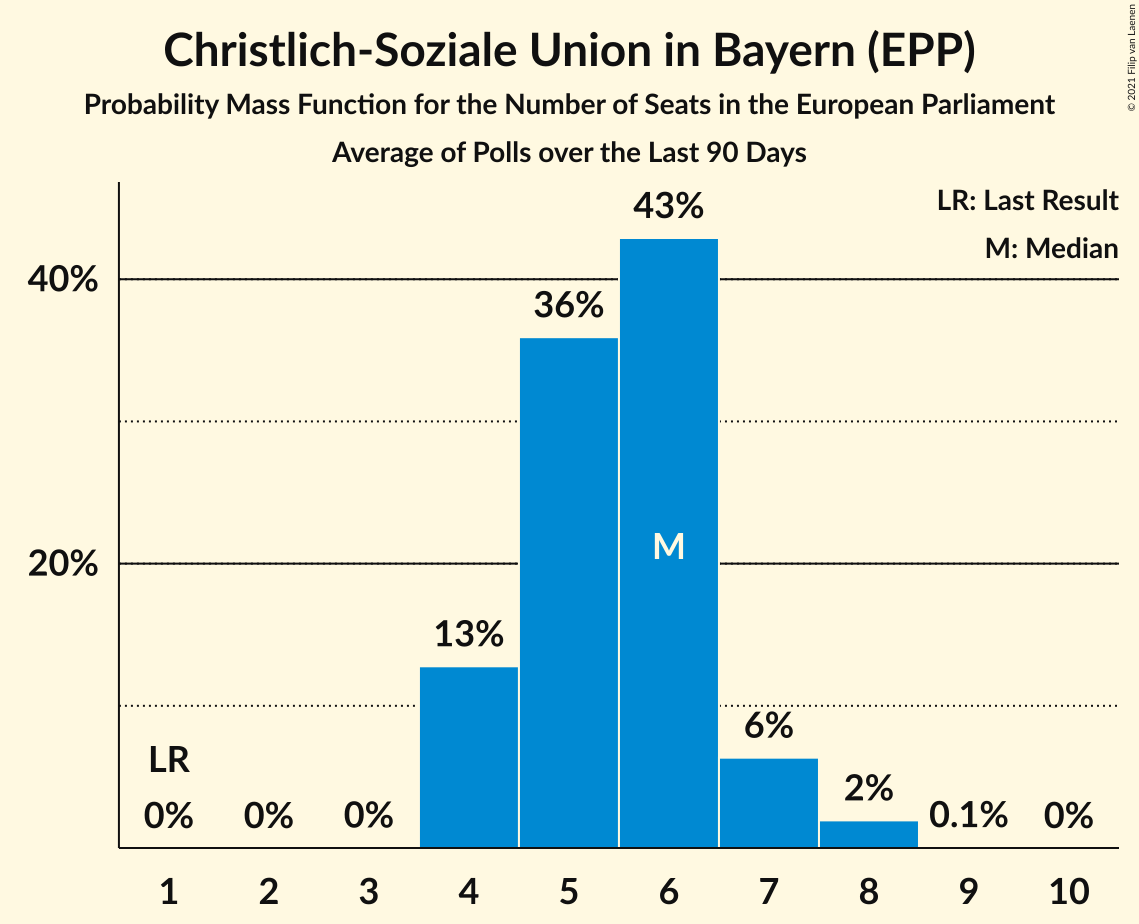 Christlich-Soziale Union in Bayern (EPP)
Probability Mass Function for the Number of Seats in the European Parliament
Average of Polls over the Last 90 Days
© 2021 Filip van Laenen
LR: Last Result
M: Median
43%
40%
36%
M
20%
13%
6%
LR
2%
0% 0% 0% 0.1% 0%
1 2 3 4 5 6 7 8 9 10